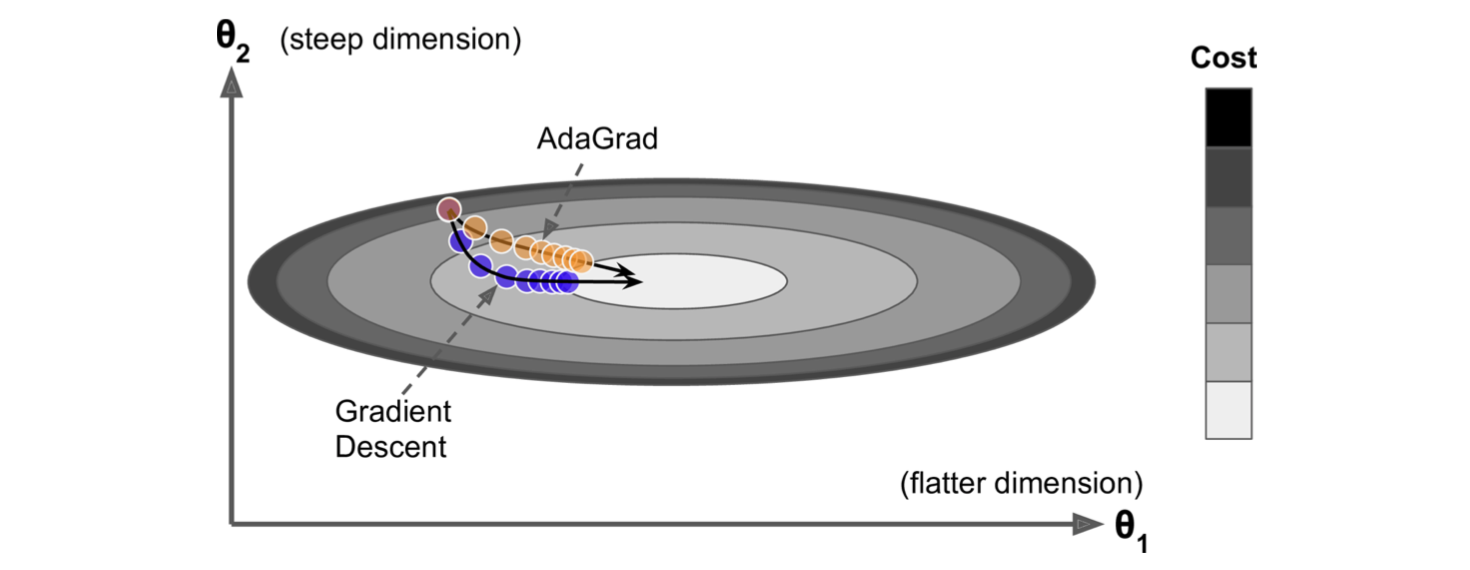 θ2 (steep dimension)
Cost
AdaGrad
Gradient
Descent
(flatter dimension)
θ1